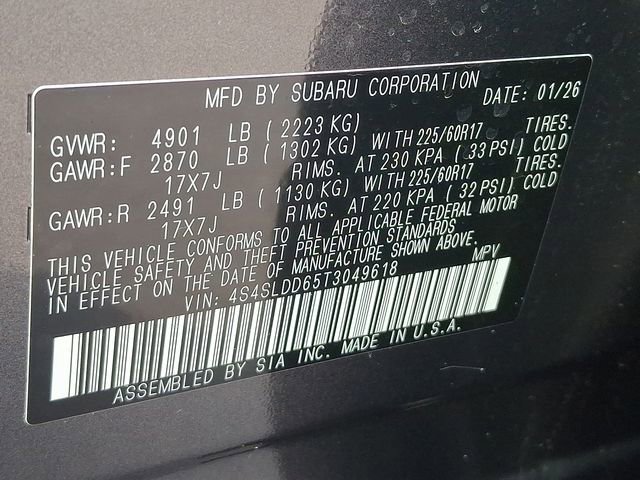 MFD BY SUBARU CORPORATION DATE: 01/26
GVWR: 4901 LB ( 2223 KG)
GAWR:F 2870 LB ( 1302 KG) WITH 225/60R17 TIRES.
17X7J RIMS. AT 230 KPA ( 33 PSI) COLD
GAWR:R 2491 LB ( 1130 KG) WITH 225/60R17 TIRES.
17X7J RIMS. AT 220 KPA ( 32 PSI) COLD
THIS VEHICLE CONFORMS TO ALL APPLICABLE FEDERAL MOTOR
VEHICLE SAFETY AND THEFT PREVENTION STANDARDS
IN EFFECT ON THE DATE OF MANUFACTURE SHOWN ABOVE.
VIN: 4S4SLDD65T3049618 MPV
ASSEMBLED BY SIA INC. MADE IN U.S.A.